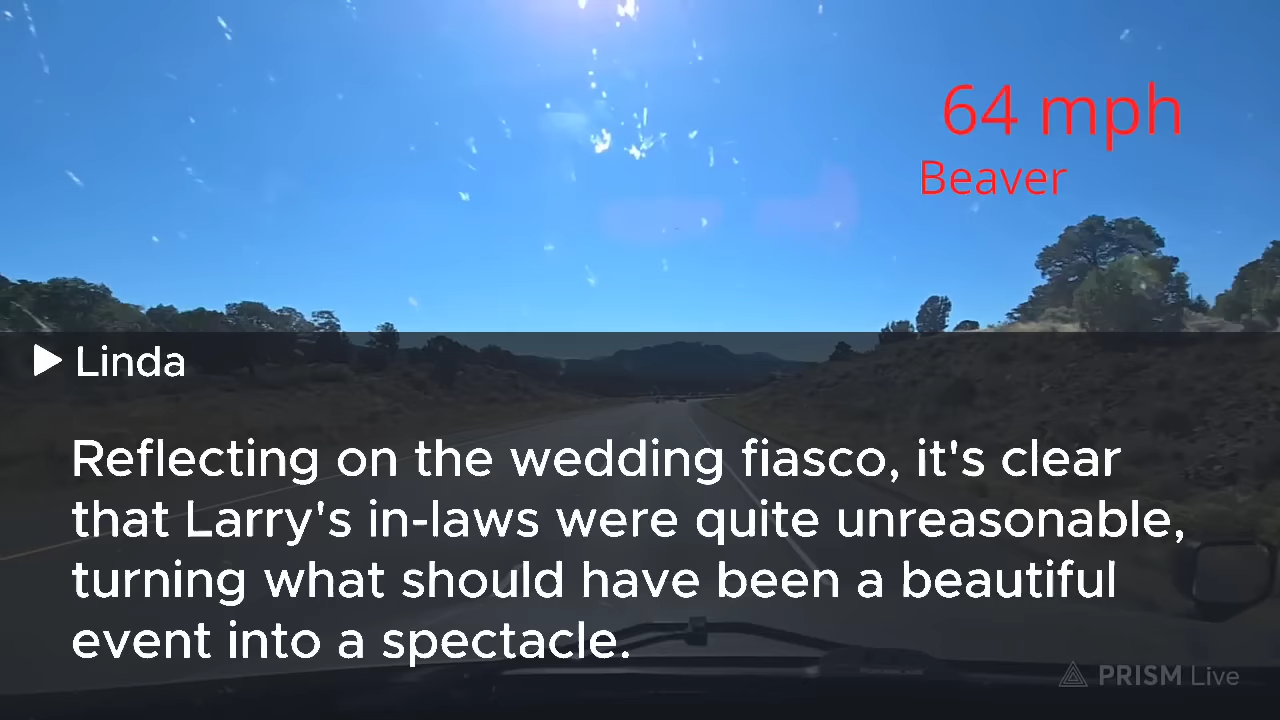 64 mph
Beaver
Linda
Reflecting on the wedding fiasco, it's clear
that Larry's in-laws were quite unreasonable,
turning what should have been a beautiful
event into a spectacle.
PRISM Live